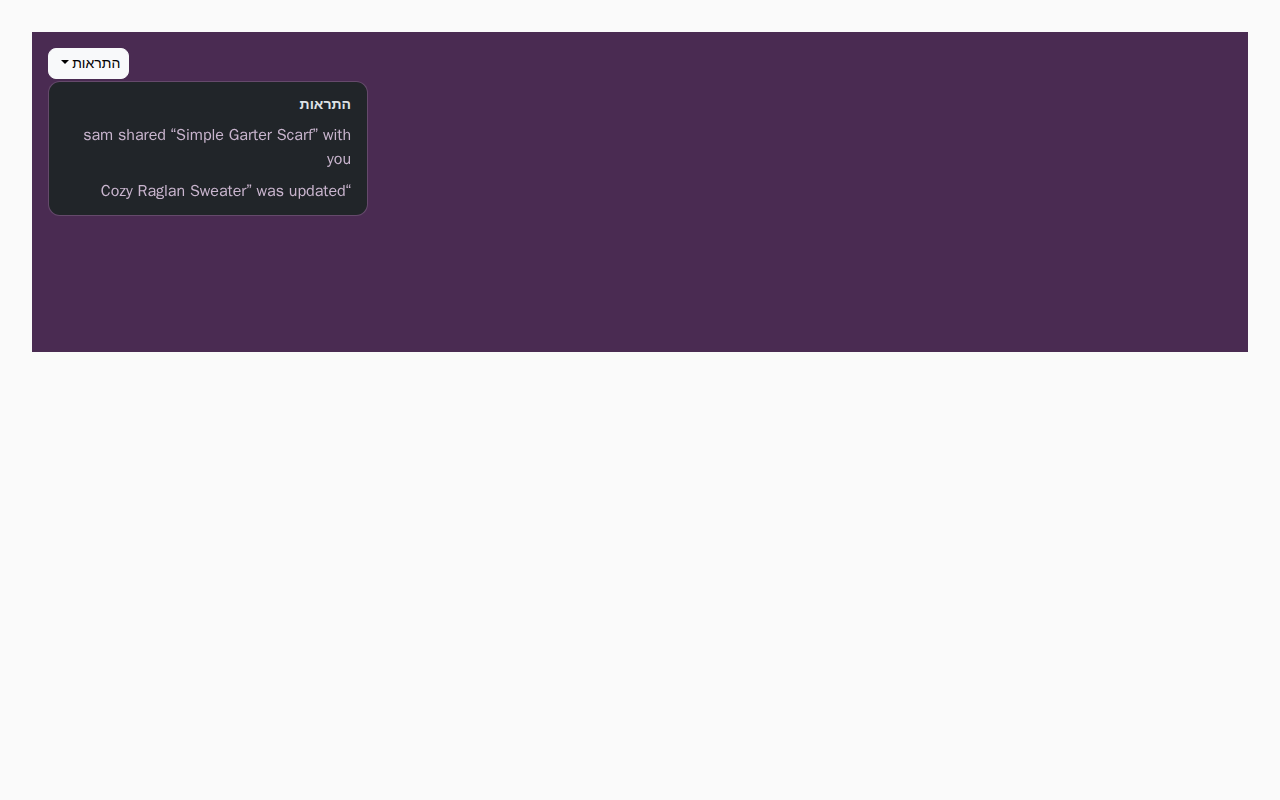 התראות
התראות
sam shared “Simple Garter Scarf” with
you
“Cozy Raglan Sweater” was updated